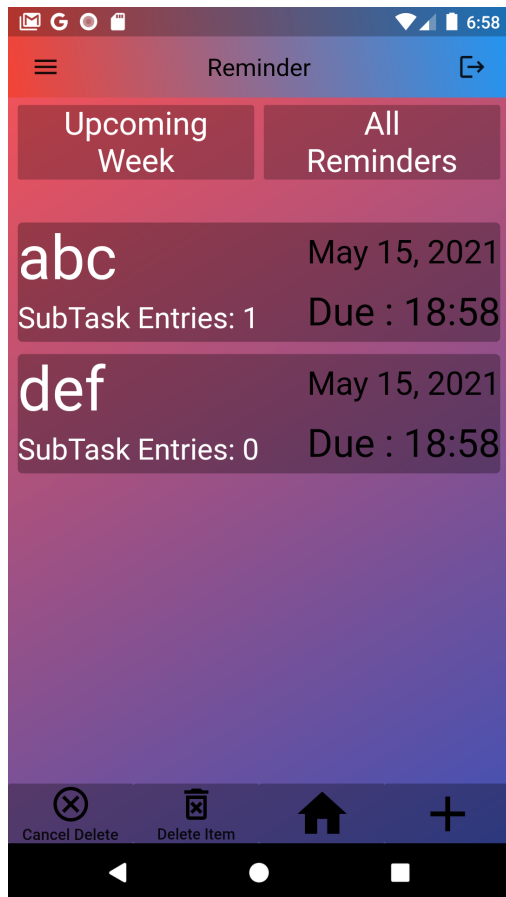 6:58
Reminder
Upcoming
Week
All
Reminders
abc
May 15, 2021
SubTask Entries: 1
Due : 18:58
def
May 15, 2021
SubTask Entries: 0
Due : 18:58
Cancel Delete
Delete Item